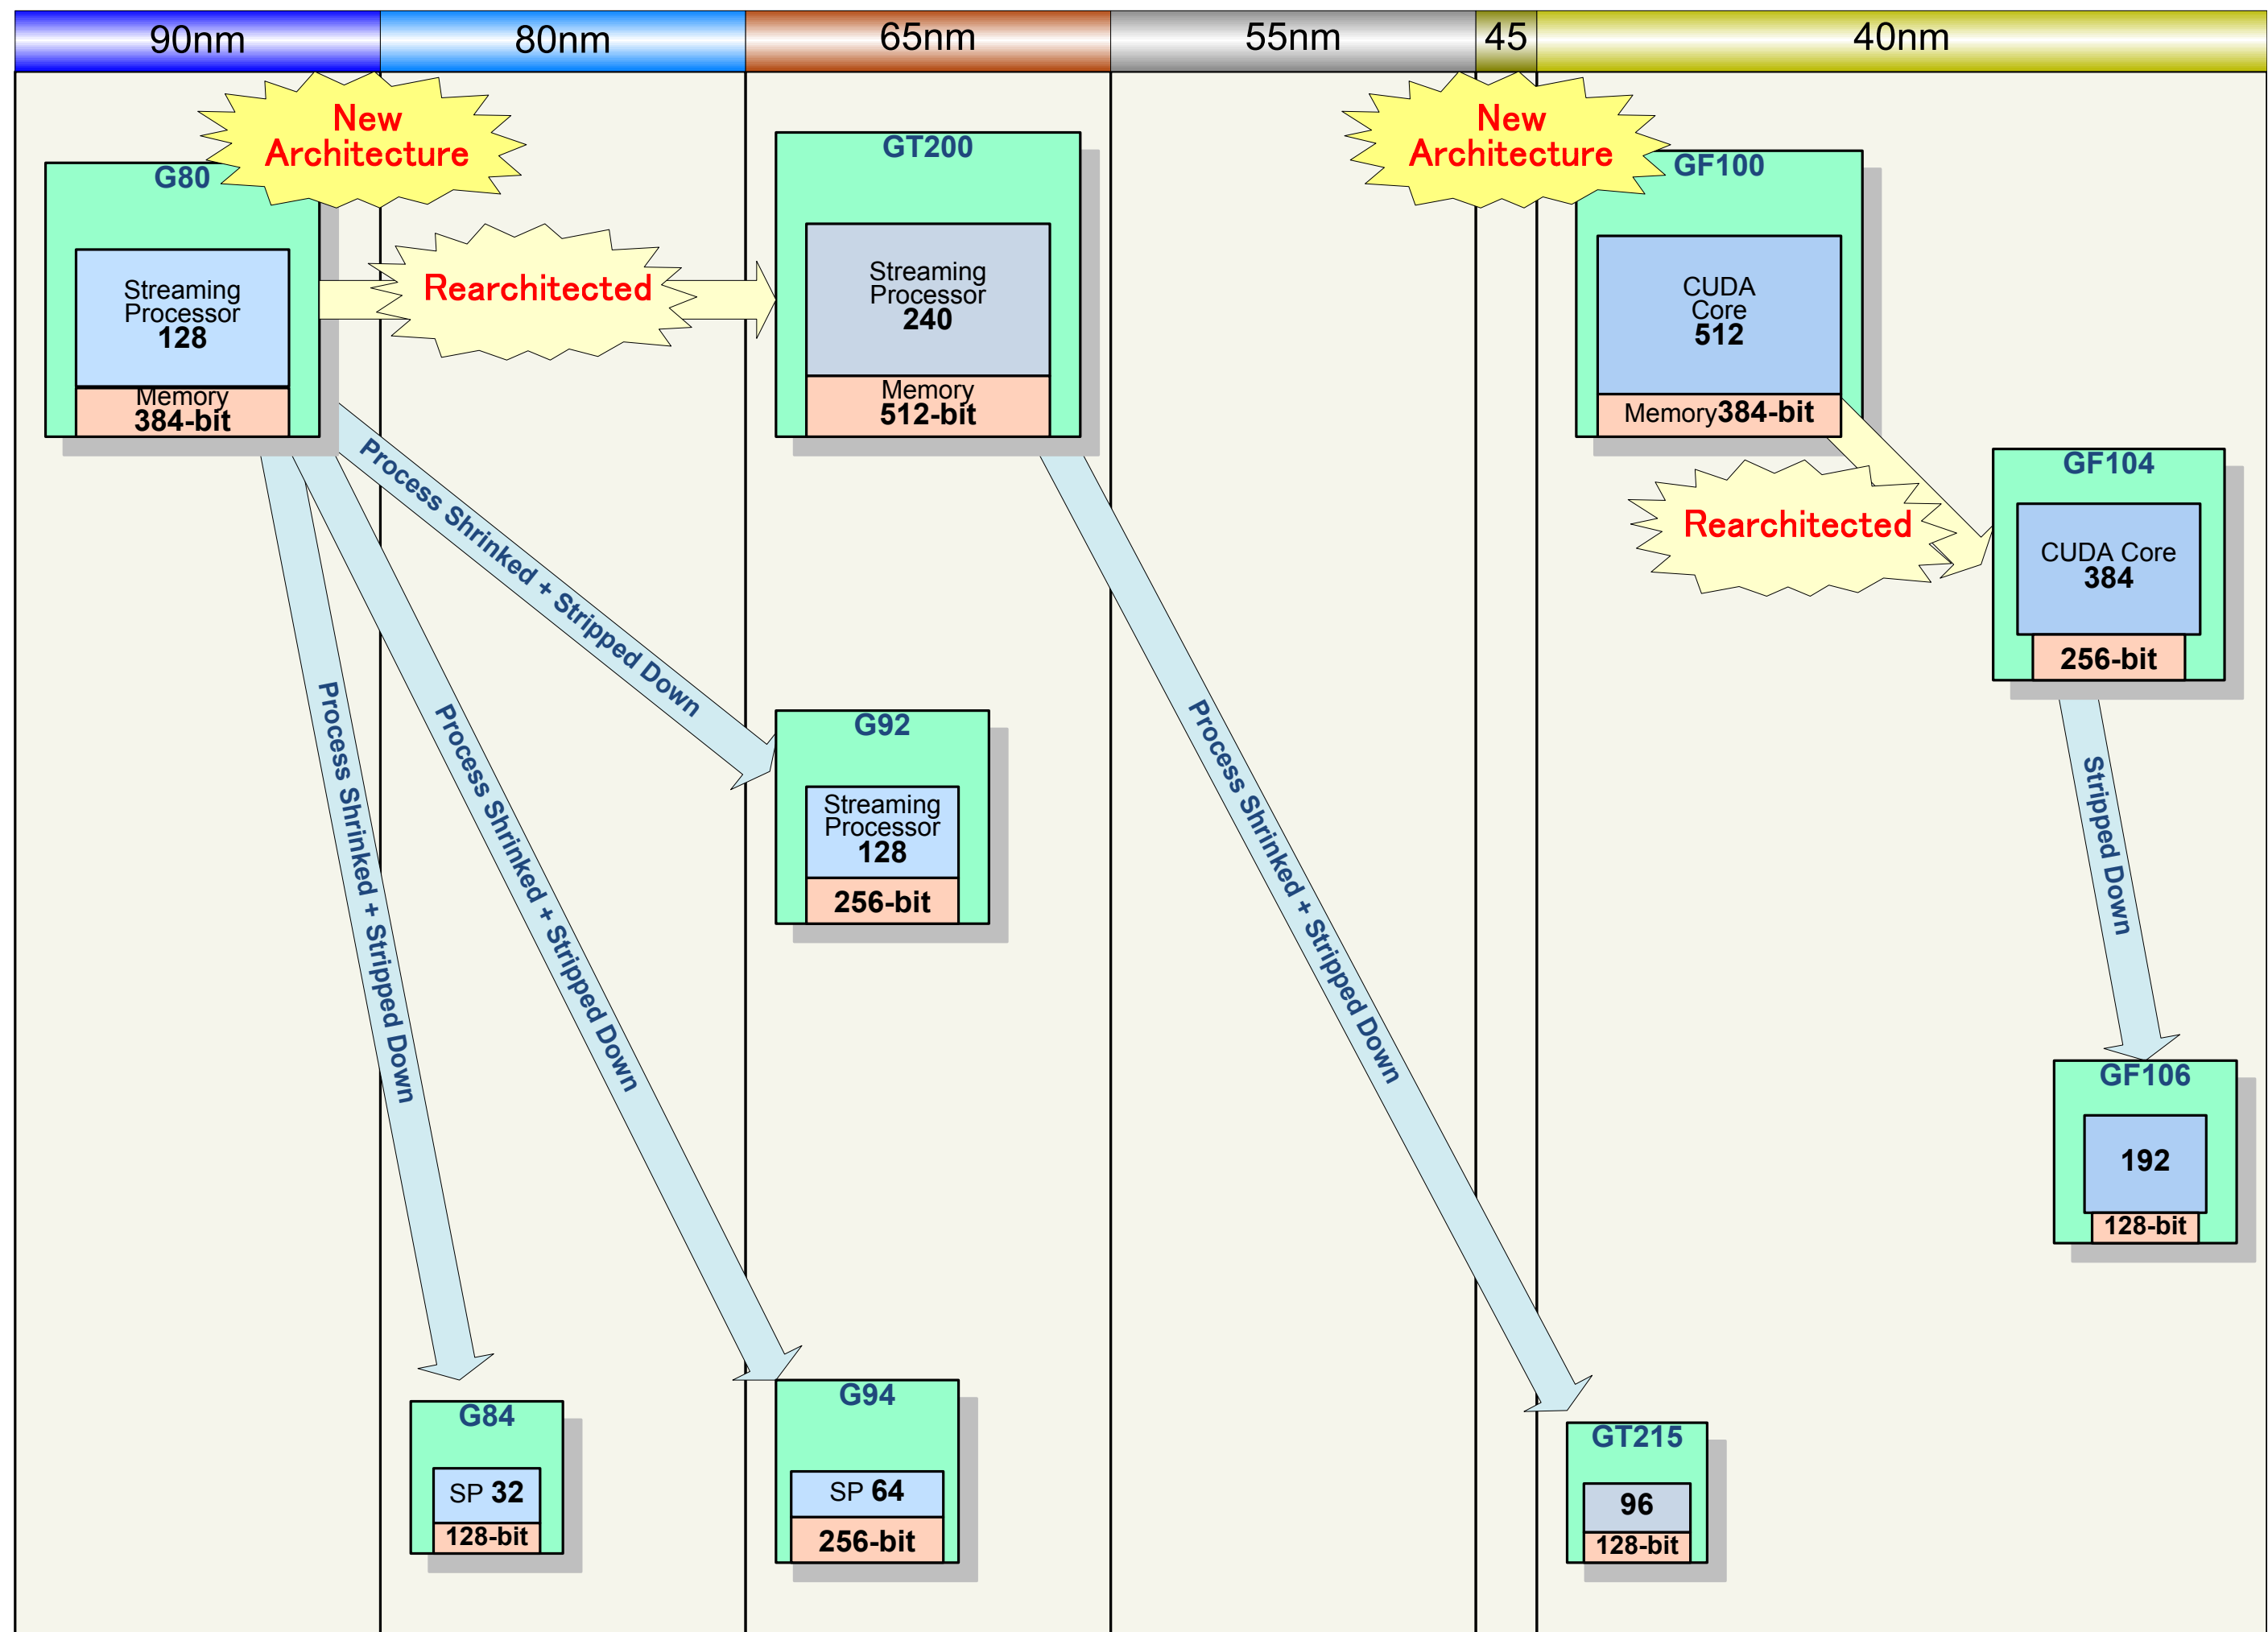 90nm
80nm
65nm
55nm
45
40nm
New
Architecture
G80
Streaming
Processor
128
Memory
384-bit
Rearchitected
GT200
Streaming
Processor
240
Memory
512-bit
New
Architecture
GF100
CUDA
Core
512
Memory384-bit
Rearchitected
GF104
CUDA Core
384
256-bit
Process Shrinked + Stripped Down
Process Shrinked + Stripped Down
Process Shrinked + Stripped Down
Process Shrinked + Stripped Down
Stripped Down
G92
Streaming
Processor
128
256-bit
GF106
192
128-bit
G84
SP 32
128-bit
G94
SP 64
256-bit
GT215
96
128-bit